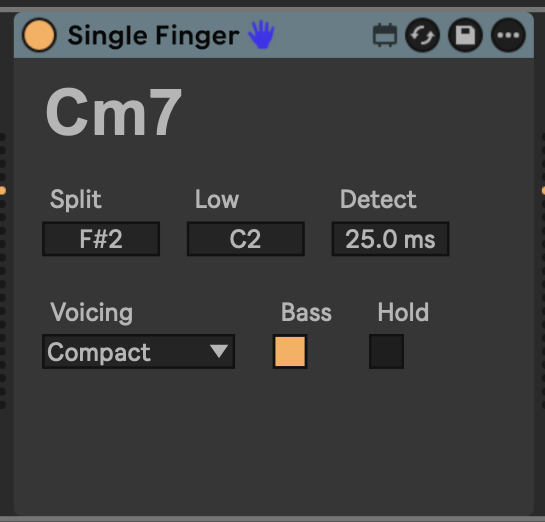 Single Finger
Cm7
Split Low Detect
F#2 C2 25.0 ms
Voicing Bass Hold
Compact